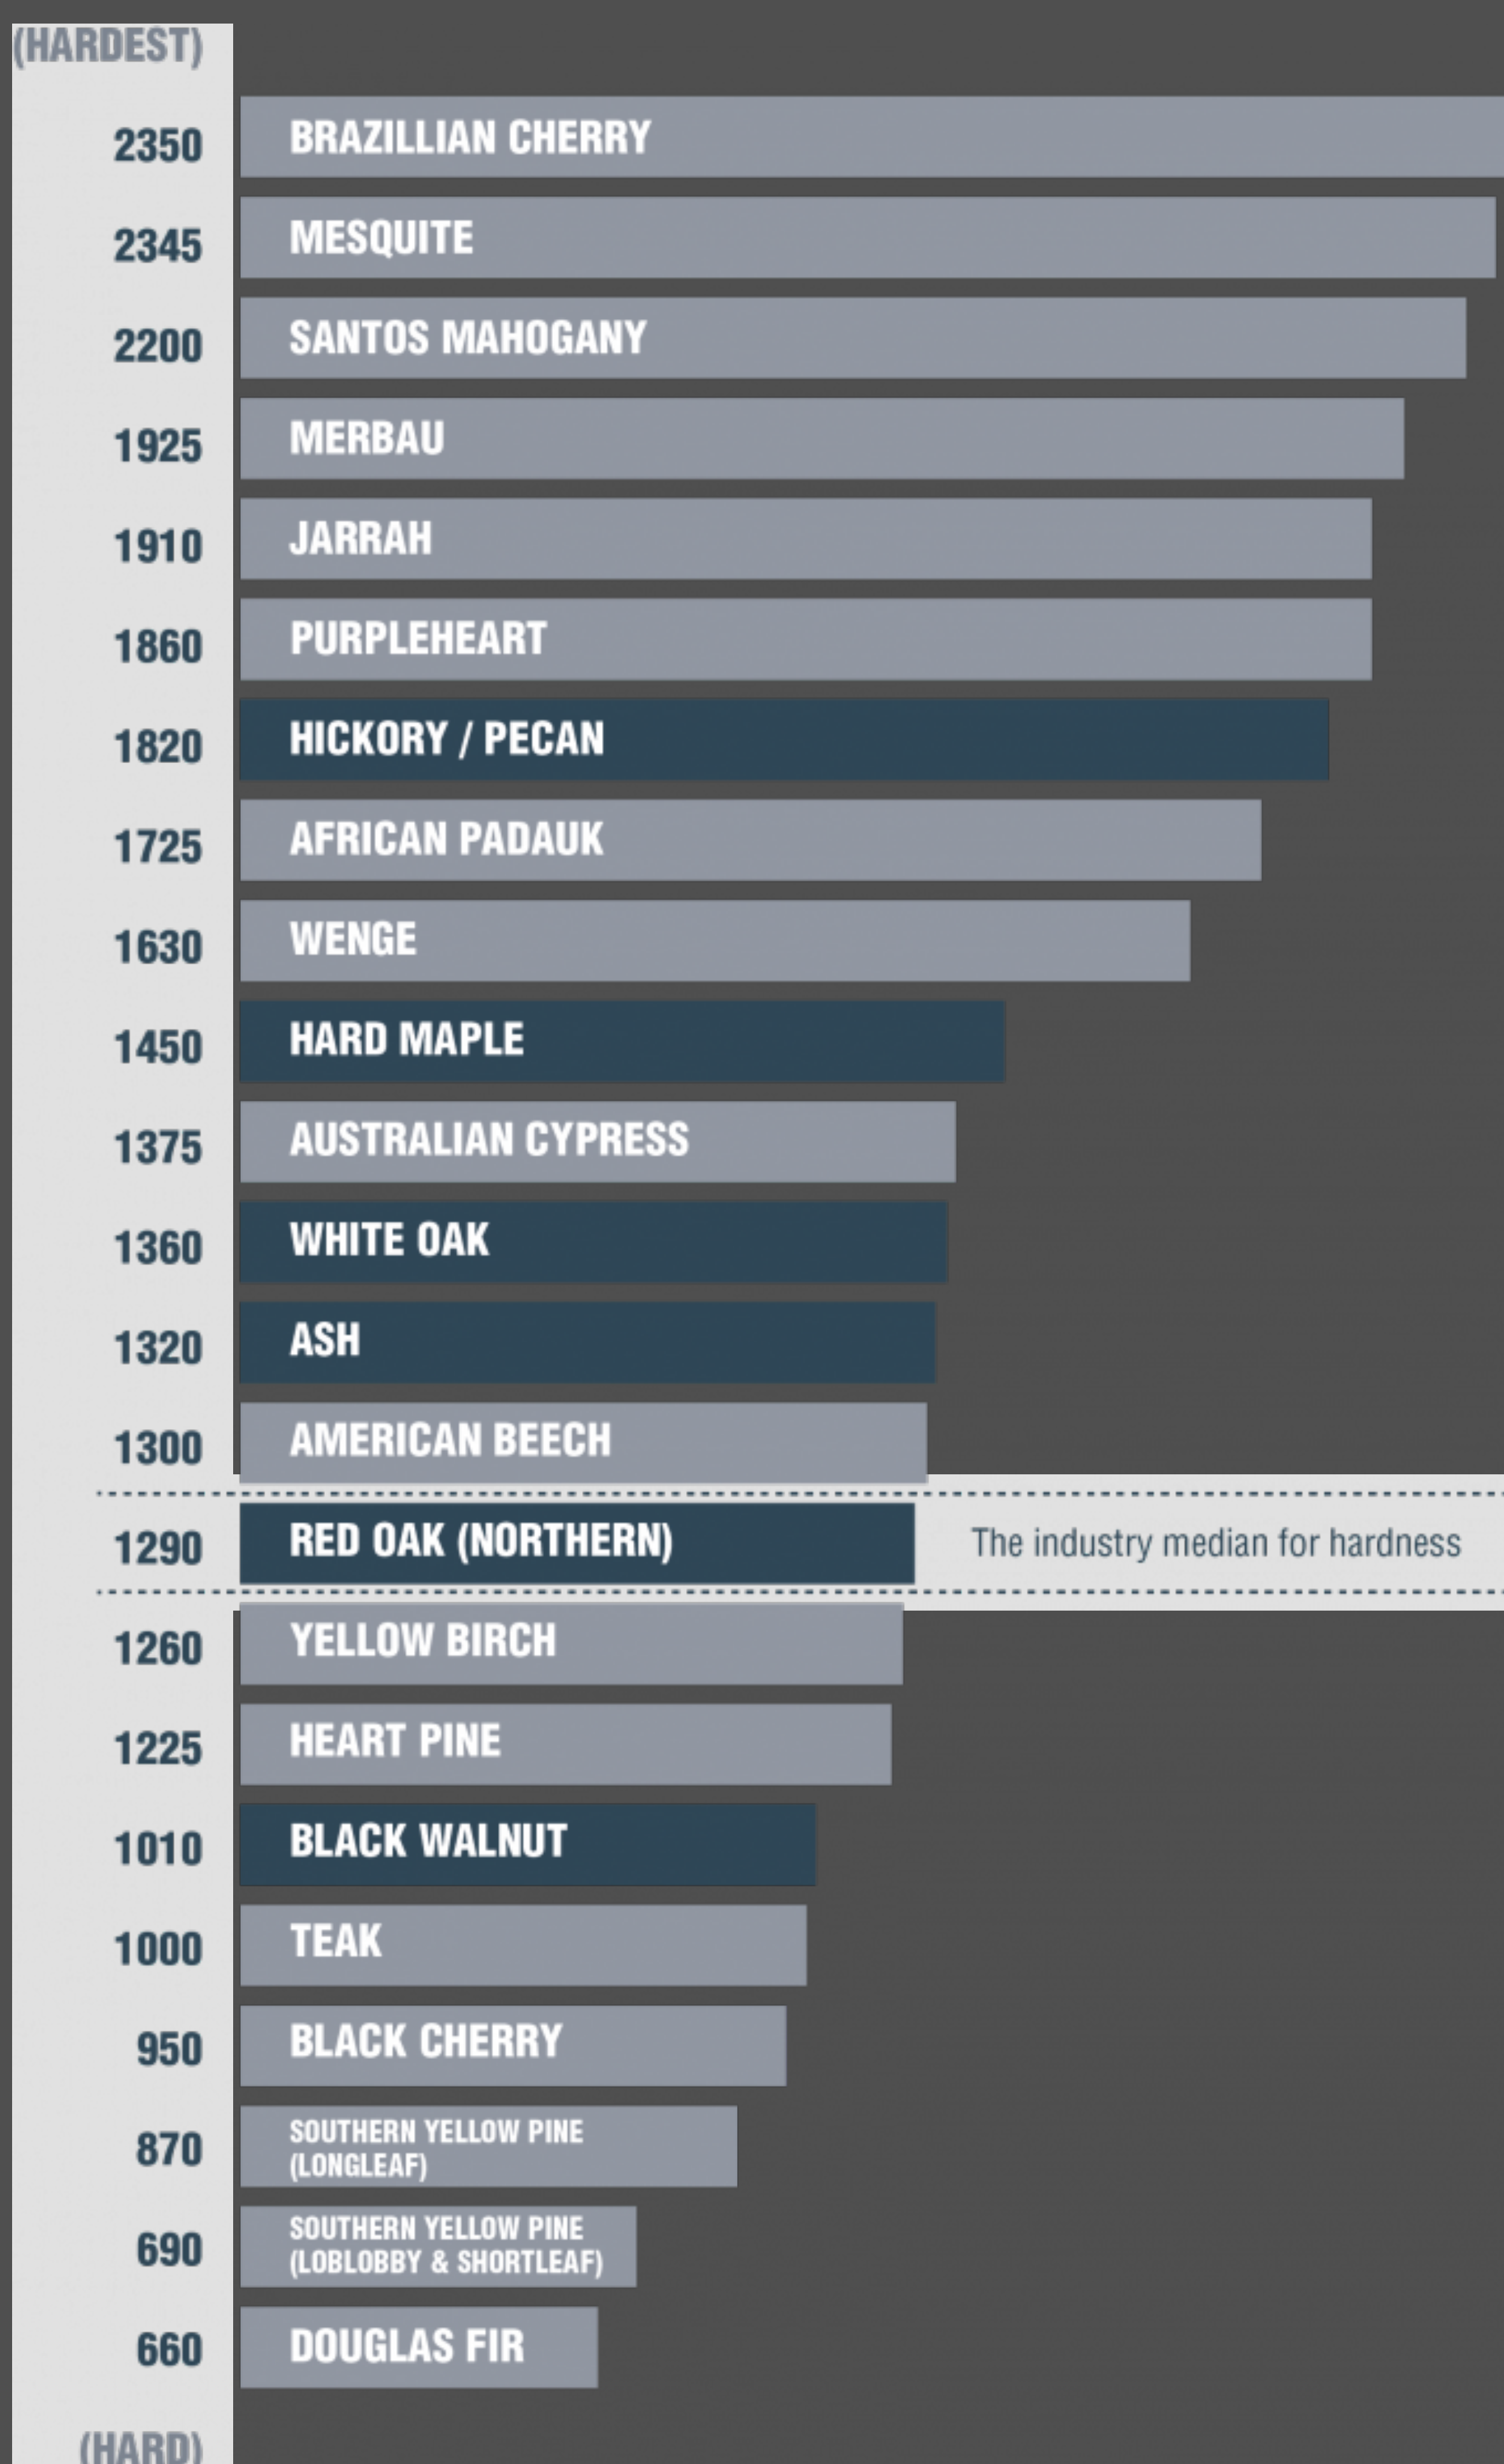 (HARDEST)
2350 BRAZILLIAN CHERRY
2345 MESQUITE
2200 SANTOS MAHOGANY
1925 MERBAU
1910 JARRAH
1860 PURPLEHEART
1820 HICKORY / PECAN
1725 AFRICAN PADAUK
1630 WENGE
1450 HARD MAPLE
1375 AUSTRALIAN CYPRESS
1360 WHITE OAK
1320 ASH
1300 AMERICAN BEECH
1290 RED OAK (NORTHERN) The industry median for hardness
1260 YELLOW BIRCH
1225 HEART PINE
1010 BLACK WALNUT
1000 TEAK
950 BLACK CHERRY
870 SOUTHERN YELLOW PINE
(LONGLEAF)
690 SOUTHERN YELLOW PINE
(LOBLOBBY & SHORTLEAF)
660 DOUGLAS FIR
(HARD)